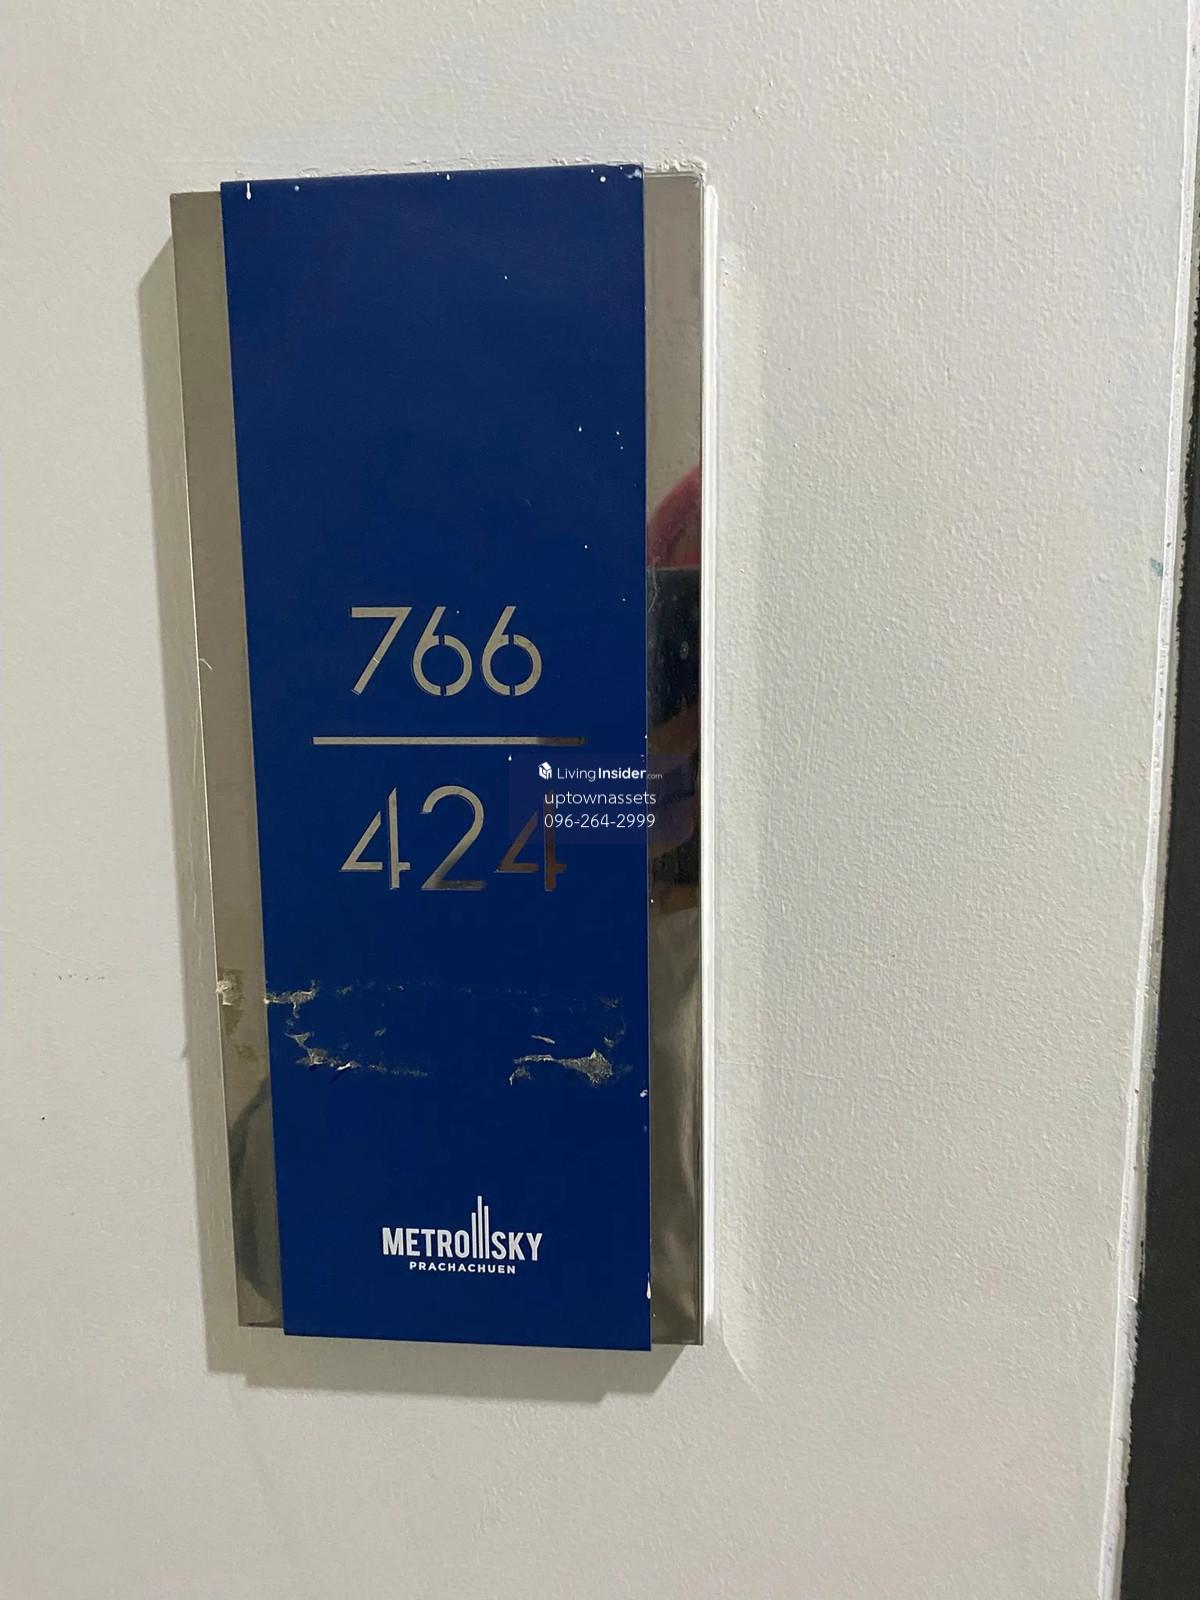 766
424
LivingInsider.com
uptownassets
096-264-2999
METRO SKY
PRACHACHUEN